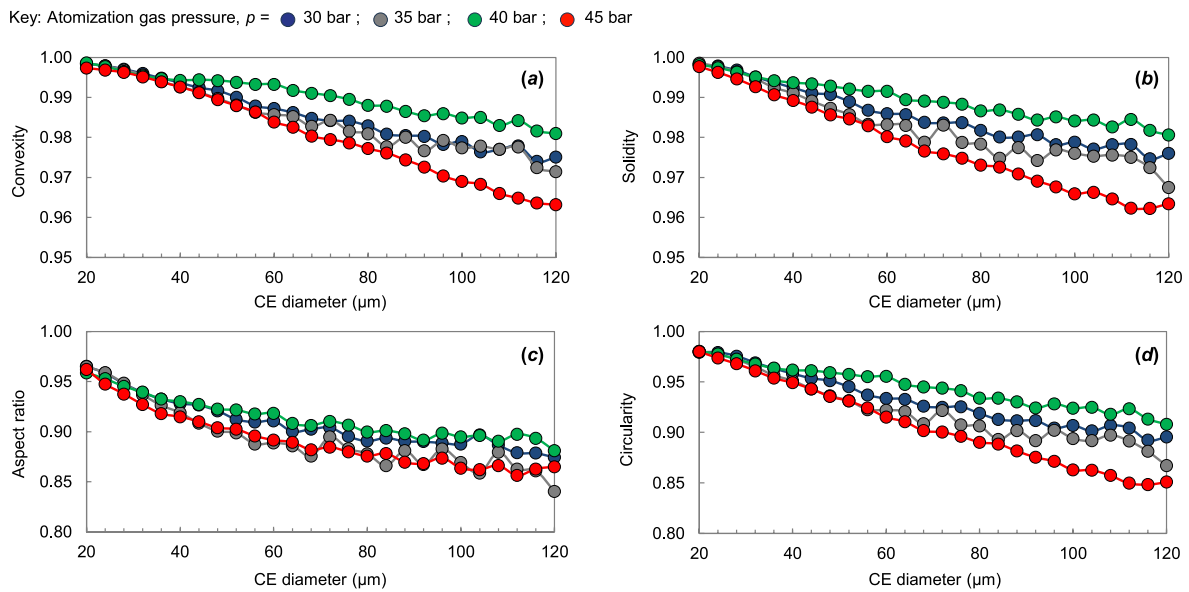 Key: Atomization gas pressure, p = 30 bar ; 35 bar ; 40 bar ; 45 bar
1.00
0.99
0.98
0.97
0.96
0.95
Convexity
(a)
20 40 60 80 100 120
CE diameter (µm)
1.00
0.99
0.98
0.97
0.96
0.95
Solidity
(b)
20 40 60 80 100 120
CE diameter (µm)
1.00
0.95
0.90
0.85
0.80
Aspect ratio
(c)
20 40 60 80 100 120
CE diameter (µm)
1.00
0.95
0.90
0.85
0.80
Circularity
(d)
20 40 60 80 100 120
CE diameter (µm)